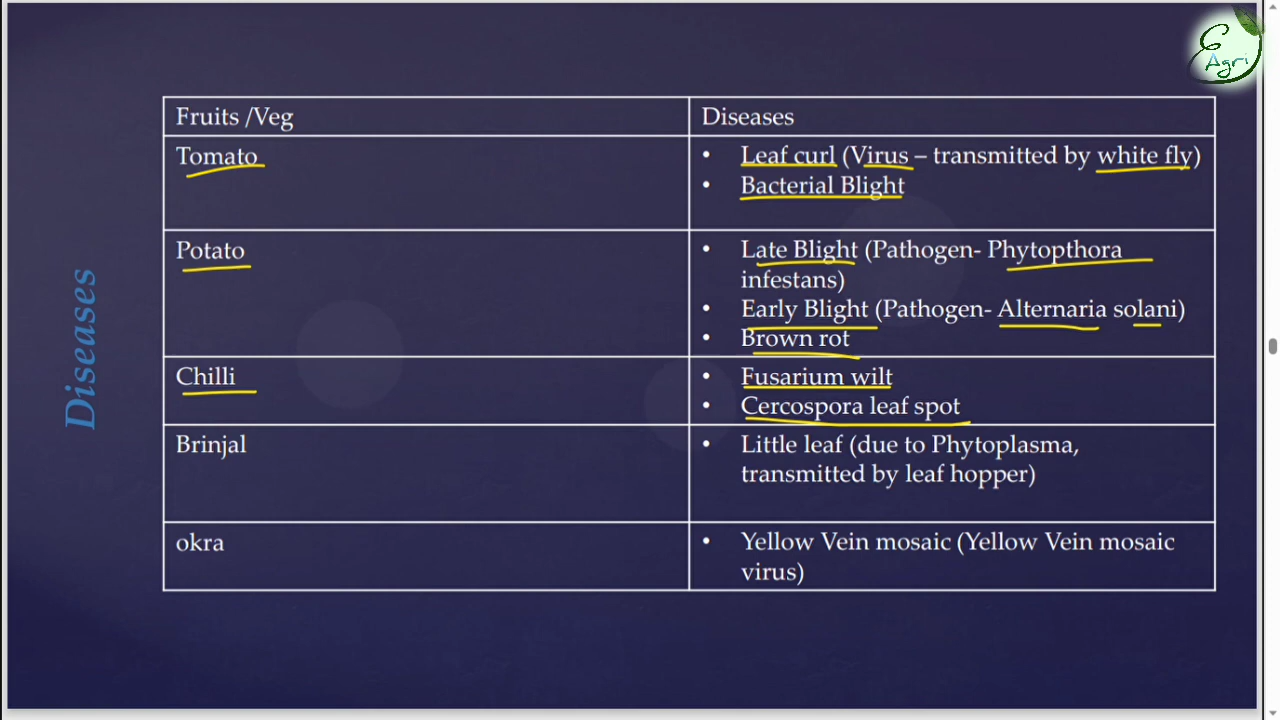 E
Agri
Diseases
Fruits /Veg
Diseases
Tomato
• Leaf curl (Virus – transmitted by white fly)
• Bacterial Blight
Potato
• Late Blight (Pathogen- Phytopthora
infestans)
• Early Blight (Pathogen- Alternaria solani)
• Brown rot
Chilli
• Fusarium wilt
• Cercospora leaf spot
Brinjal
• Little leaf (due to Phytoplasma,
transmitted by leaf hopper)
okra
• Yellow Vein mosaic (Yellow Vein mosaic
virus)